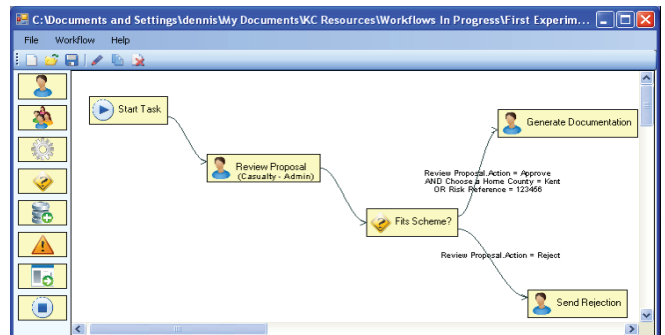 C:\Documents and Settings\dennis\My Documents\KC Resources\Workflows In Progress\First Experim...
File Workflow Help
Start Task
Generate Documentation
Review Proposal
(Casualty - Admin)
Review Proposal.Action = Approve
AND Choose a Home County = Kent
OR Risk Reference = 123456
Fits Scheme?
Review Proposal.Action = Reject
Send Rejection